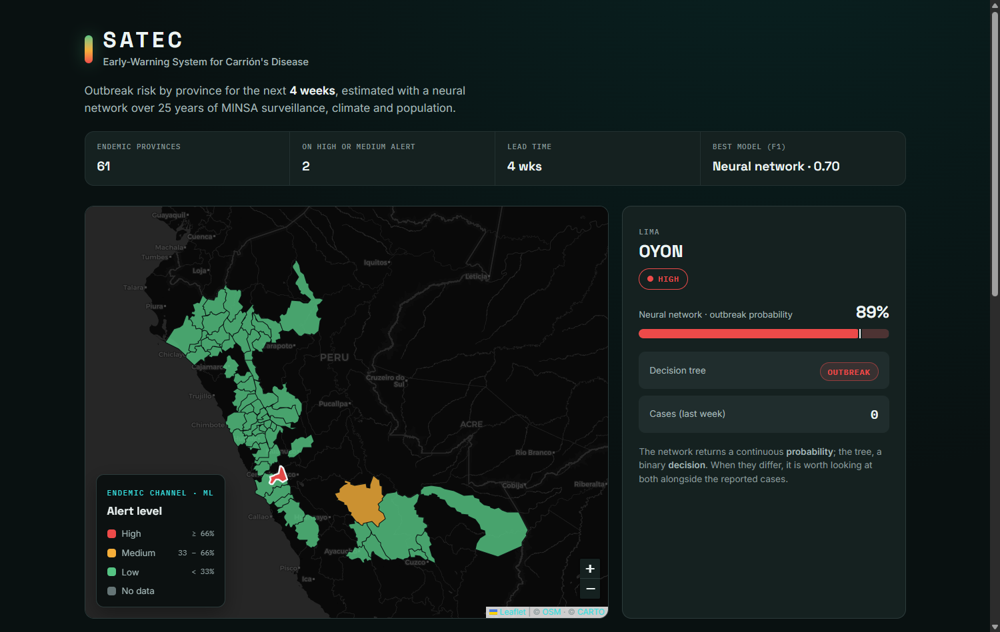 SATEC
Early-Warning System for Carrión's Disease
Outbreak risk by province for the next 4 weeks, estimated with a neural
network over 25 years of MINSA surveillance, climate and population.
ENDEMIC PROVINCES
61
ON HIGH OR MEDIUM ALERT
2
LEAD TIME
4 wks
BEST MODEL (F1)
Neural network · 0.70
Guayaquil
Cuenca
Machala
Tumbes
Loja
Iquitos
Leticia
Talara
Piura
Chiclay
arapoto
PERU
Cajamarc
Cruzeiro do
Sul
Trujillo
Pucallpa
Chimbote
ACRE
Rio Branco
Cobija
Riberalta
Callao
ayo
Ayacuch
Cuzco
Pisco
Ica
ENDEMIC CHANNEL · ML
Alert level
High ≥ 66%
Medium 33 – 66%
Low < 33%
No data
+
−
Leaflet | © OSM · © CARTO
LIMA
OYON
HIGH
Neural network · outbreak probability 89%
Decision tree OUTBREAK
Cases (last week) 0
The network returns a continuous probability; the tree, a
binary decision. When they differ, it is worth looking at
both alongside the reported cases.